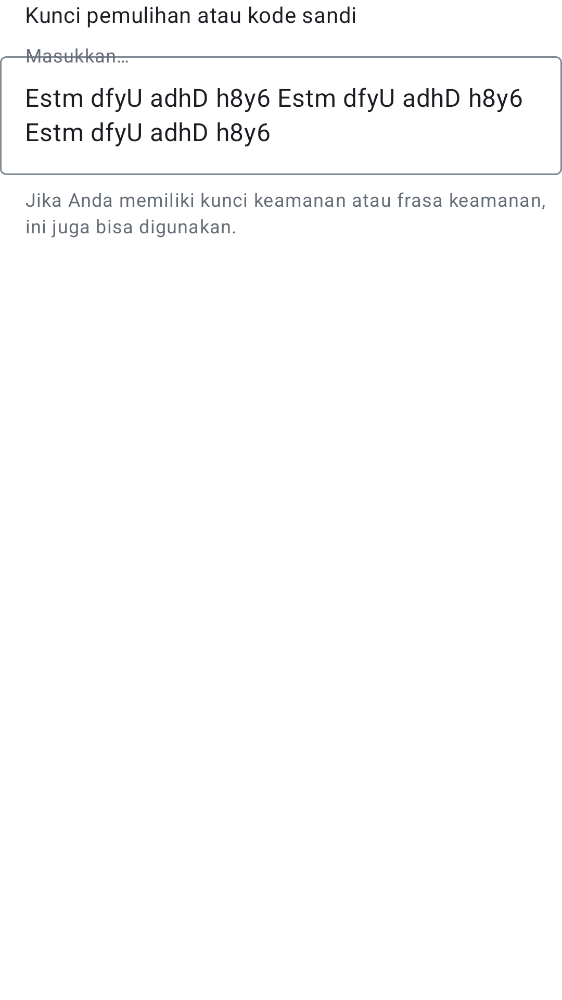 Kunci pemulihan atau kode sandi
Masukkan…
Estm dfyU adhD h8y6 Estm dfyU adhD h8y6
Estm dfyU adhD h8y6
Jika Anda memiliki kunci keamanan atau frasa keamanan,
ini juga bisa digunakan.